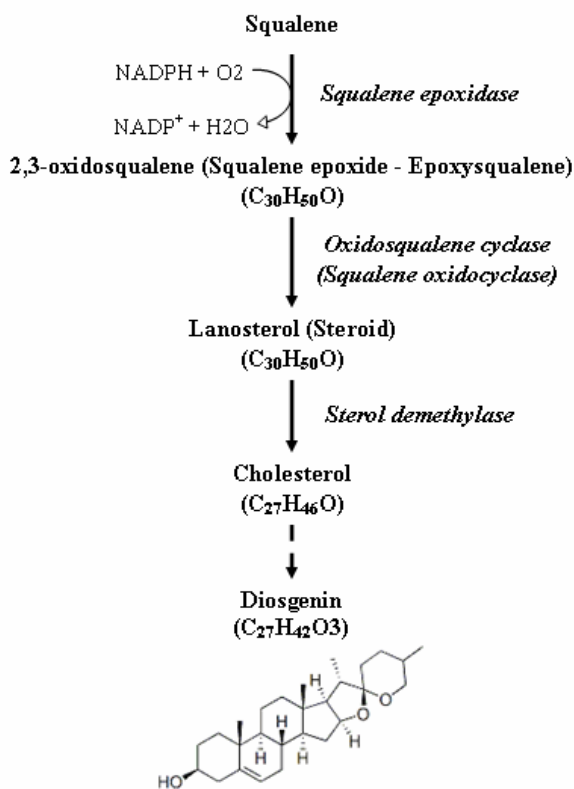 Squalene
NADPH + O2
Squalene epoxidase
NADP⁺ + H2O
2,3-oxidosqualene (Squalene epoxide - Epoxysqualene)
(C₃₀H₅₀O)
Oxidosqualene cyclase
(Squalene oxidocyclase)
Lanosterol (Steroid)
(C₃₀H₅₀O)
Sterol demethylase
Cholesterol
(C₂₇H₄₆O)
Diosgenin
(C₂₇H₄₂O3)
H
O
O
H
H
H
H
HO